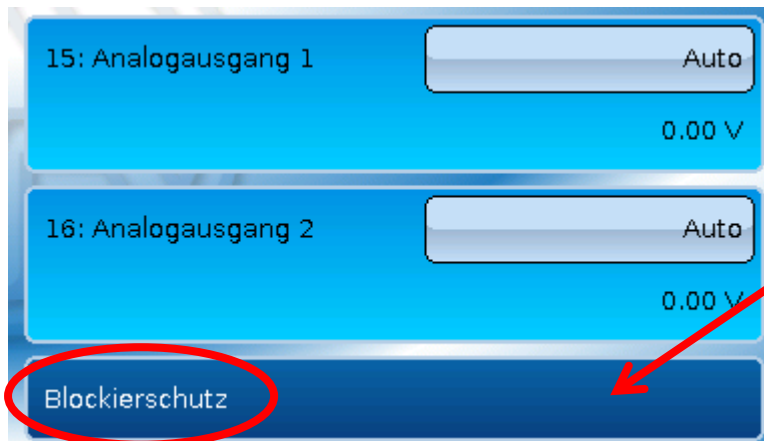 15: Analogausgang 1 Auto
0.00 V
16: Analogausgang 2 Auto
0.00 V
Blockierschutz